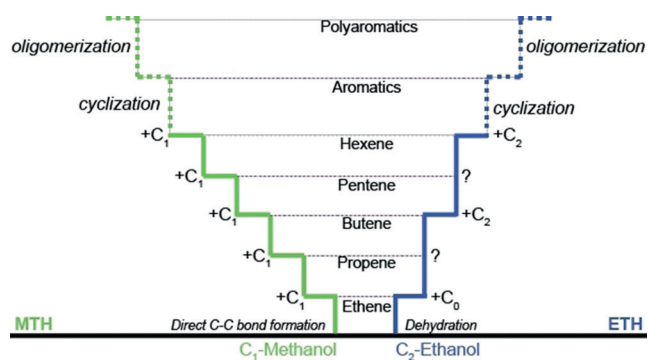 Polyaromatics
oligomerization
oligomerization
Aromatics
cyclization
cyclization
+C₁
+C₂
Hexene
+C₁
?
Pentene
+C₁
+C₂
Butene
+C₁
?
Propene
+C₁
+C₀
Ethene
MTH
Direct C-C bond formation
Dehydration
ETH
C₁-Methanol
C₂-Ethanol